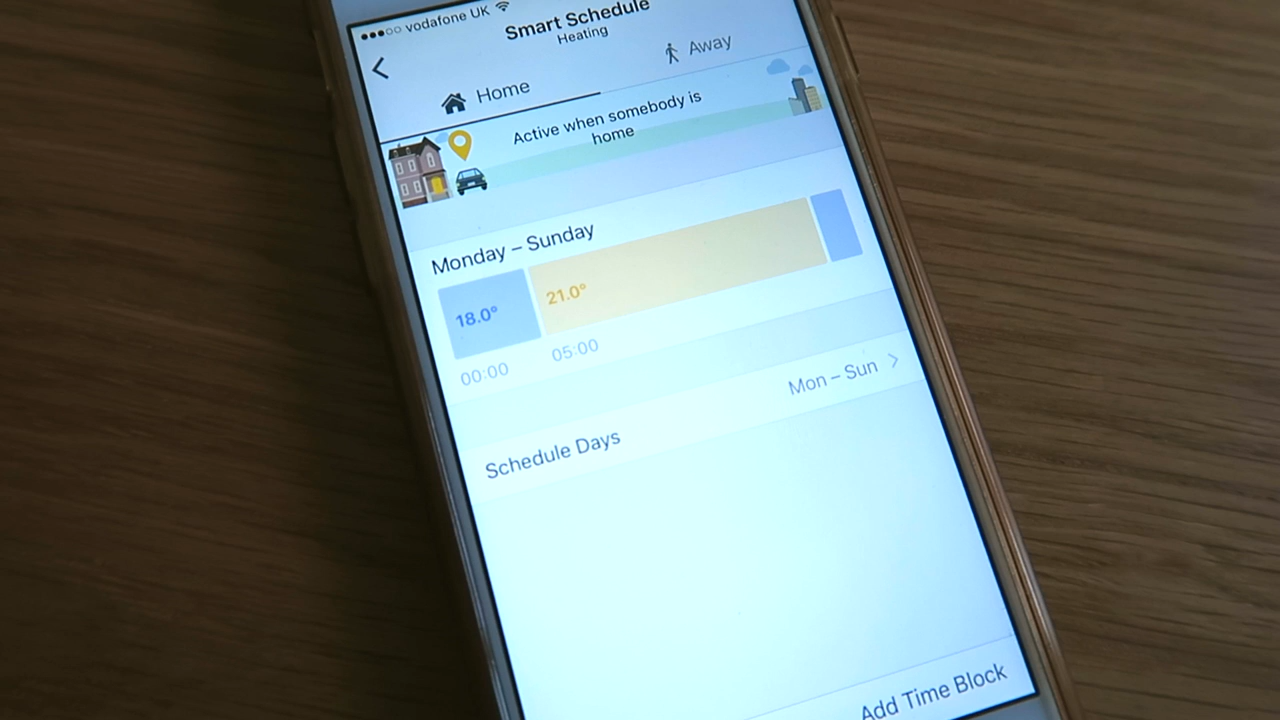 vodafone UK
Smart Schedule
Heating
Home
Away
Active when somebody is
home
Monday – Sunday
18.0°
21.0°
00:00
05:00
Schedule Days
Mon – Sun
Add Time Block